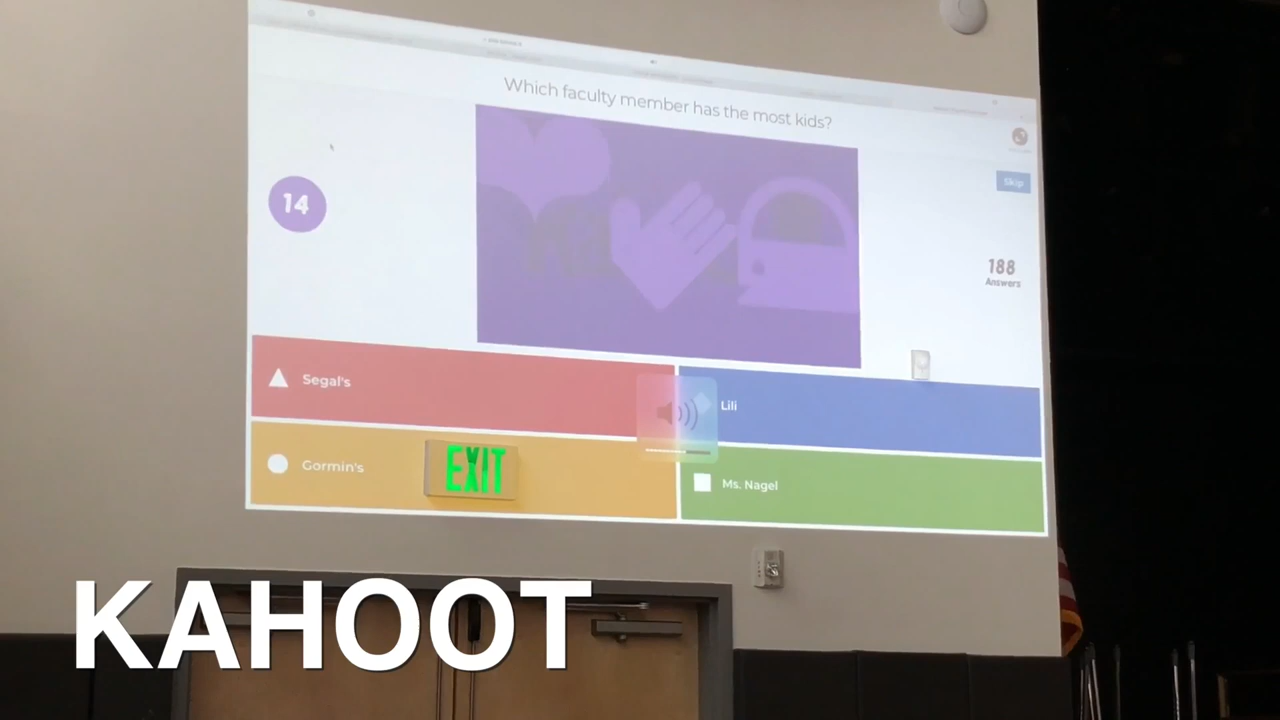 Which faculty member has the most kids?
14
Skip
188
Answers
Segal's
Lili
Gormin's
EXIT
Ms. Nagel
KAHOOT